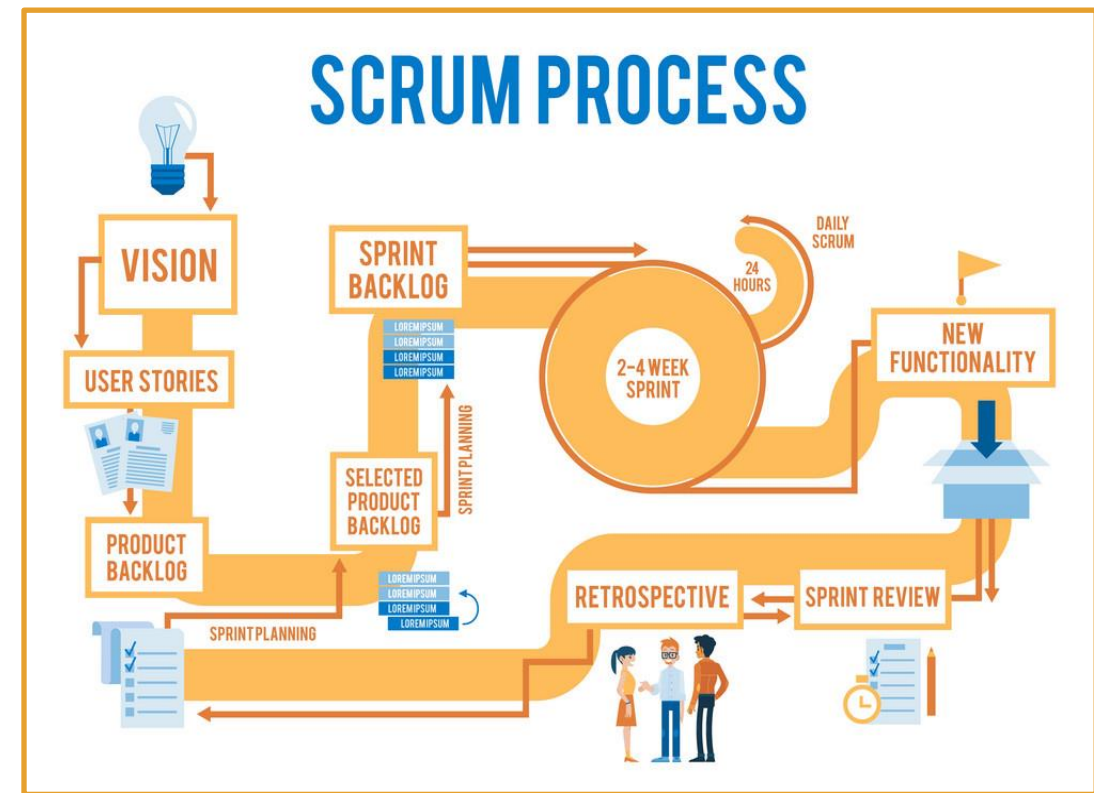 SCRUM PROCESS
VISION
USER STORIES
PRODUCT
BACKLOG
SPRINT PLANNING
SELECTED
PRODUCT
BACKLOG
LOREMIPSUM
LOREMIPSUM
LOREMIPSUM
LOREMIPSUM
SPRINT PLANNING
SPRINT
BACKLOG
LOREMIPSUM
LOREMIPSUM
LOREMIPSUM
LOREMIPSUM
2-4 WEEK
SPRINT
24
HOURS
DAILY
SCRUM
NEW
FUNCTIONALITY
SPRINT REVIEW
RETROSPECTIVE